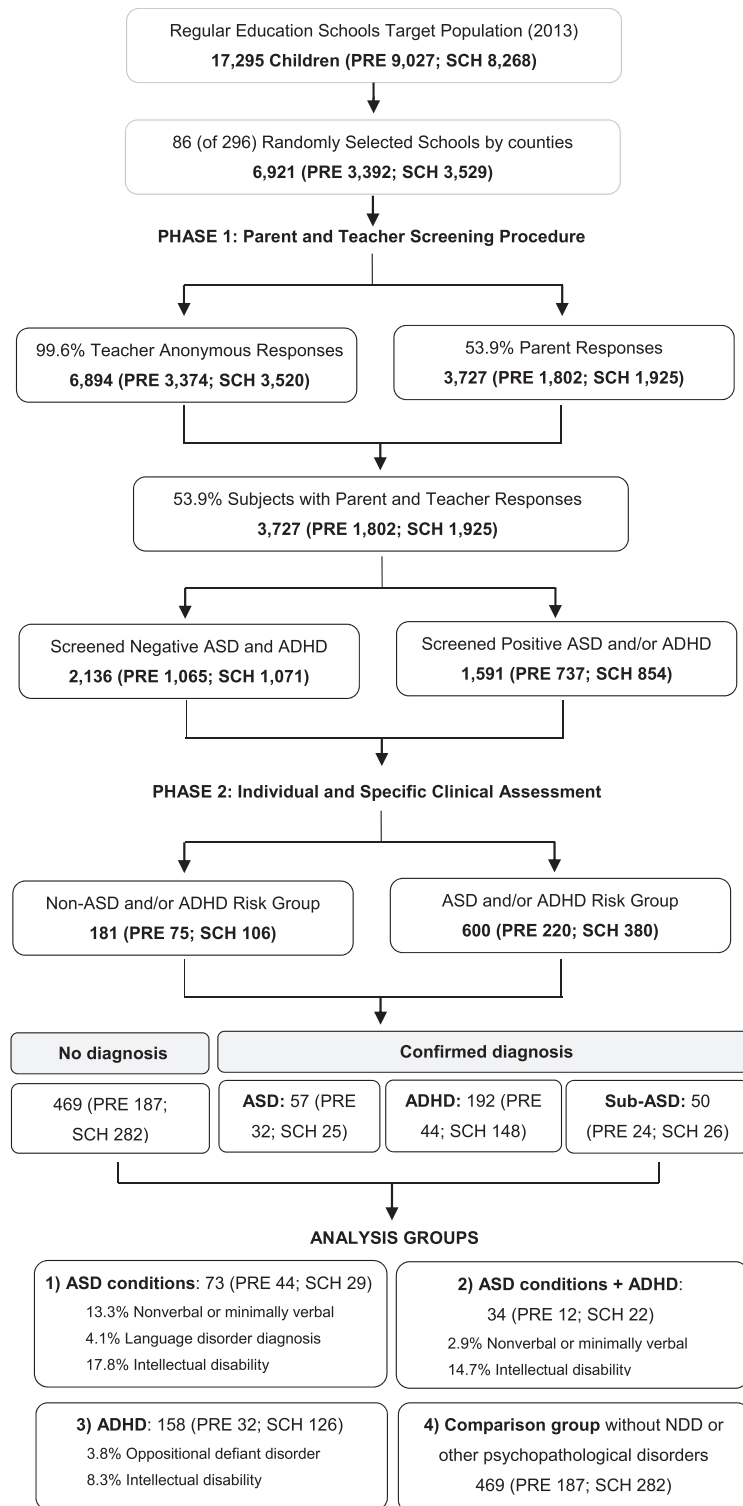 Regular Education Schools Target Population (2013)
17,295 Children (PRE 9,027; SCH 8,268)
86 (of 296) Randomly Selected Schools by counties
6,921 (PRE 3,392; SCH 3,529)
PHASE 1: Parent and Teacher Screening Procedure
99.6% Teacher Anonymous Responses
6,894 (PRE 3,374; SCH 3,520)
53.9% Parent Responses
3,727 (PRE 1,802; SCH 1,925)
53.9% Subjects with Parent and Teacher Responses
3,727 (PRE 1,802; SCH 1,925)
Screened Negative ASD and ADHD
2,136 (PRE 1,065; SCH 1,071)
Screened Positive ASD and/or ADHD
1,591 (PRE 737; SCH 854)
PHASE 2: Individual and Specific Clinical Assessment
Non-ASD and/or ADHD Risk Group
181 (PRE 75; SCH 106)
ASD and/or ADHD Risk Group
600 (PRE 220; SCH 380)
No diagnosis
Confirmed diagnosis
469 (PRE 187;
SCH 282)
ASD: 57 (PRE
32; SCH 25)
ADHD: 192 (PRE
44; SCH 148)
Sub-ASD: 50
(PRE 24; SCH 26)
ANALYSIS GROUPS
1) ASD conditions: 73 (PRE 44; SCH 29)
13.3% Nonverbal or minimally verbal
4.1% Language disorder diagnosis
17.8% Intellectual disability
2) ASD conditions + ADHD:
34 (PRE 12; SCH 22)
2.9% Nonverbal or minimally verbal
14.7% Intellectual disability
3) ADHD: 158 (PRE 32; SCH 126)
3.8% Oppositional defiant disorder
8.3% Intellectual disability
4) Comparison group without NDD or
other psychopathological disorders
469 (PRE 187; SCH 282)